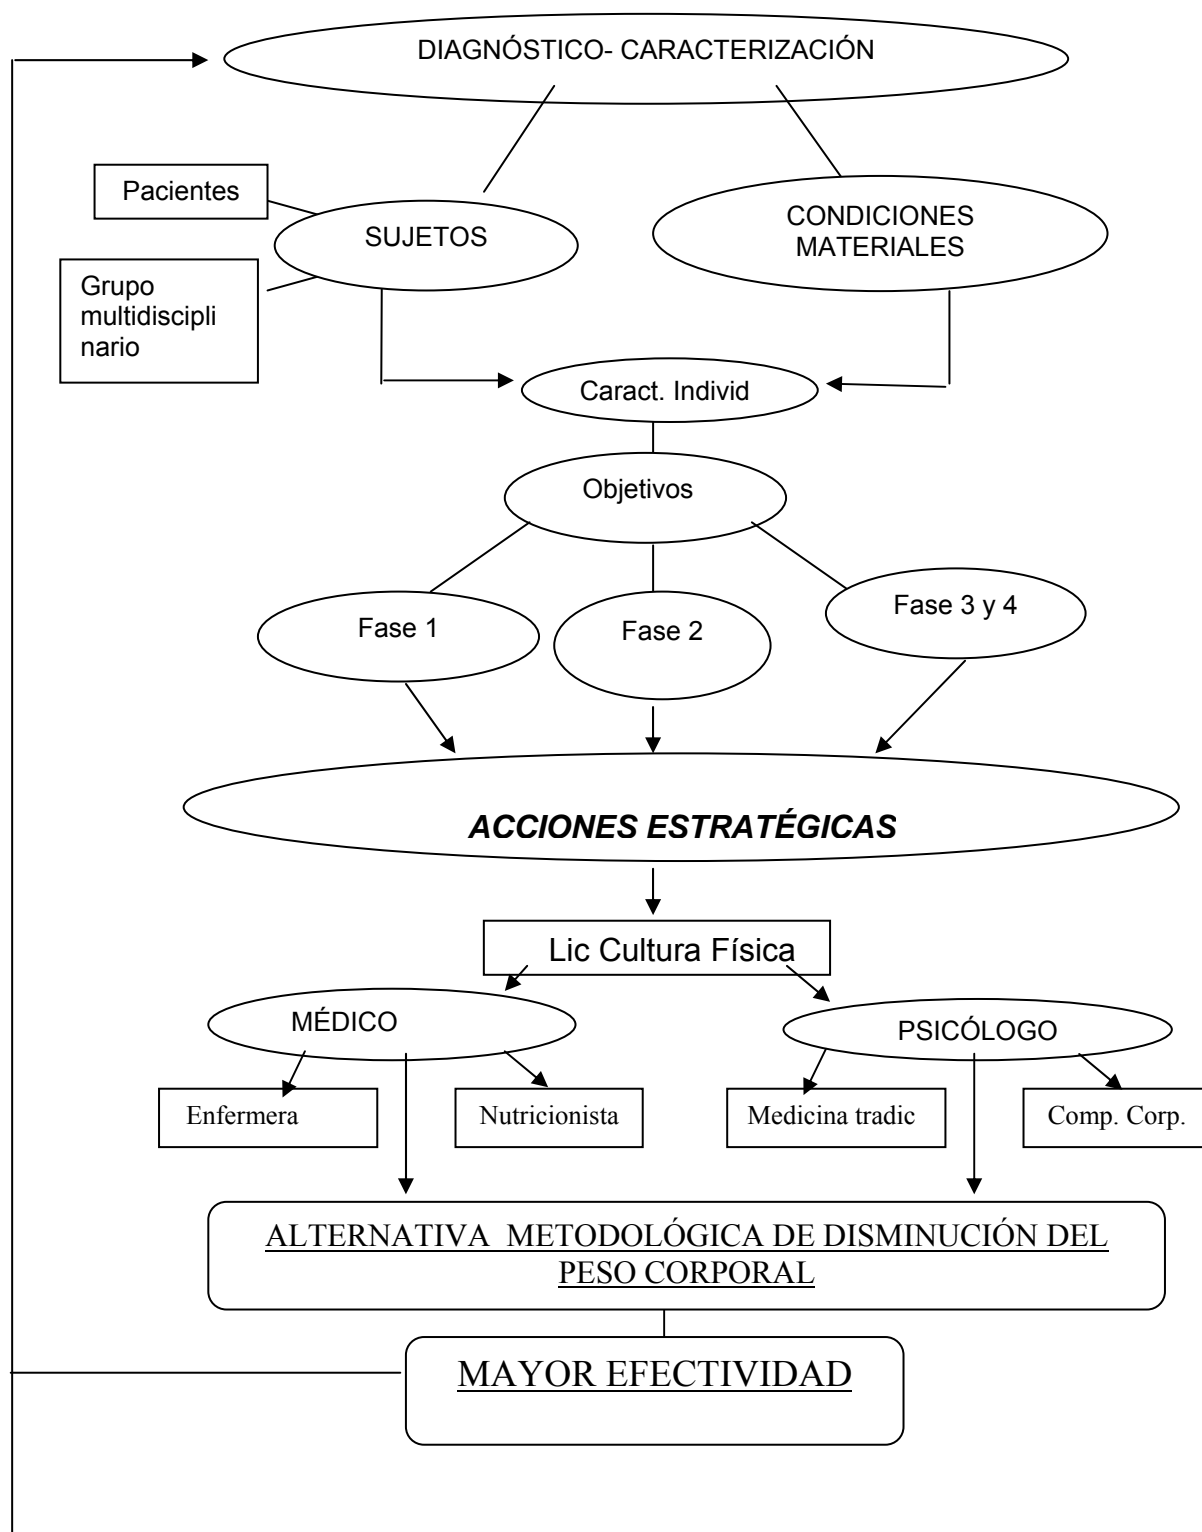 DIAGNÓSTICO- CARACTERIZACIÓN
Pacientes
SUJETOS
CONDICIONES
MATERIALES
Grupo
multidiscipli
nario
Caract. Individ
Objetivos
Fase 1
Fase 2
Fase 3 y 4
ACCIONES ESTRATÉGICAS
Lic Cultura Física
MÉDICO
PSICÓLOGO
Enfermera
Nutricionista
Medicina tradic
Comp. Corp.
ALTERNATIVA METODOLÓGICA DE DISMINUCIÓN DEL
PESO CORPORAL
MAYOR EFECTIVIDAD